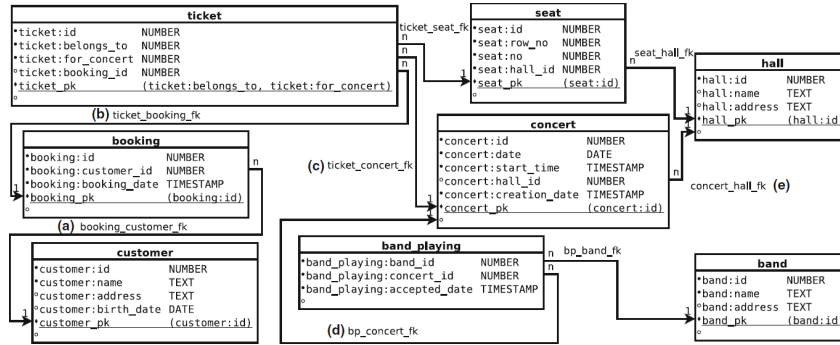 ticket
ticket:id NUMBER
ticket:belongs_to NUMBER
ticket:for_concert NUMBER
ticket:booking_id NUMBER
ticket_pk (ticket:belongs_to, ticket:for_concert)
ticket_seat_fk
n
n
n
1
seat
seat:id NUMBER
seat:row_no NUMBER
seat:no NUMBER
seat:hall_id NUMBER
seat_pk (seat:id)
n
seat_hall_fk
1
hall
hall:id NUMBER
hall:name TEXT
hall:address TEXT
hall_pk (hall:id
1
(b) ticket_booking_fk
booking
booking:id NUMBER
booking:customer_id NUMBER
booking:booking_date TIMESTAMP
booking_pk (booking:id)
n
1
(c) ticket_concert_fk
1
concert
concert:id NUMBER
concert:date DATE
concert:start_time TIMESTAMP
concert:hall_id NUMBER
concert:creation_date TIMESTAMP
concert_pk (concert:id)
n
1
concert_hall_fk (e)
(a) booking_customer_fk
customer
customer:id NUMBER
customer:name TEXT
customer:address TEXT
customer:birth_date DATE
customer_pk (customer:id)
1
band_playing
band_playing:band_id NUMBER
band_playing:concert_id NUMBER
band_playing:accepted_date TIMESTAMP
n
n
bp_band_fk
(d) bp_concert_fk
1
band
band:id NUMBER
band:name TEXT
band:address TEXT
band_pk (band:id